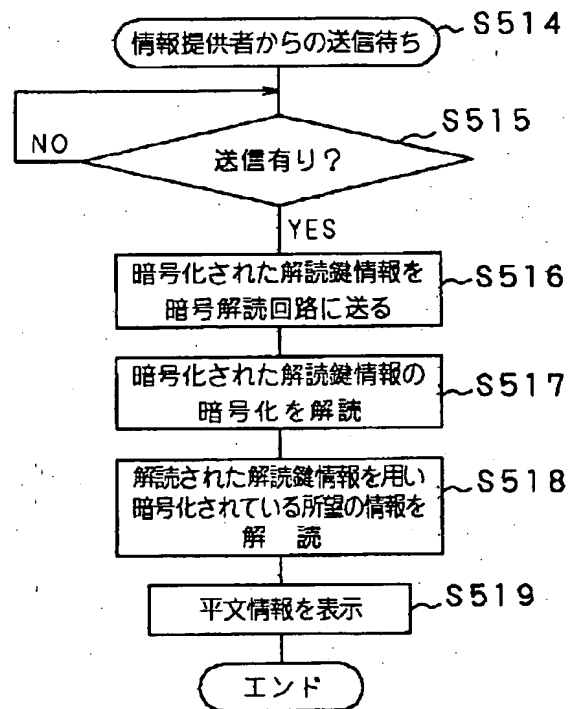 情報提供者からの送信待ち
S514
S515
送信有り?
NO
YES
暗号化された解読鍵情報を
暗号解読回路に送る
S516
暗号化された解読鍵情報の
暗号化を解読
S517
解読された解読鍵情報を用い
暗号化されている所望の情報を
解 読
S518
平文情報を表示
S519
エンド